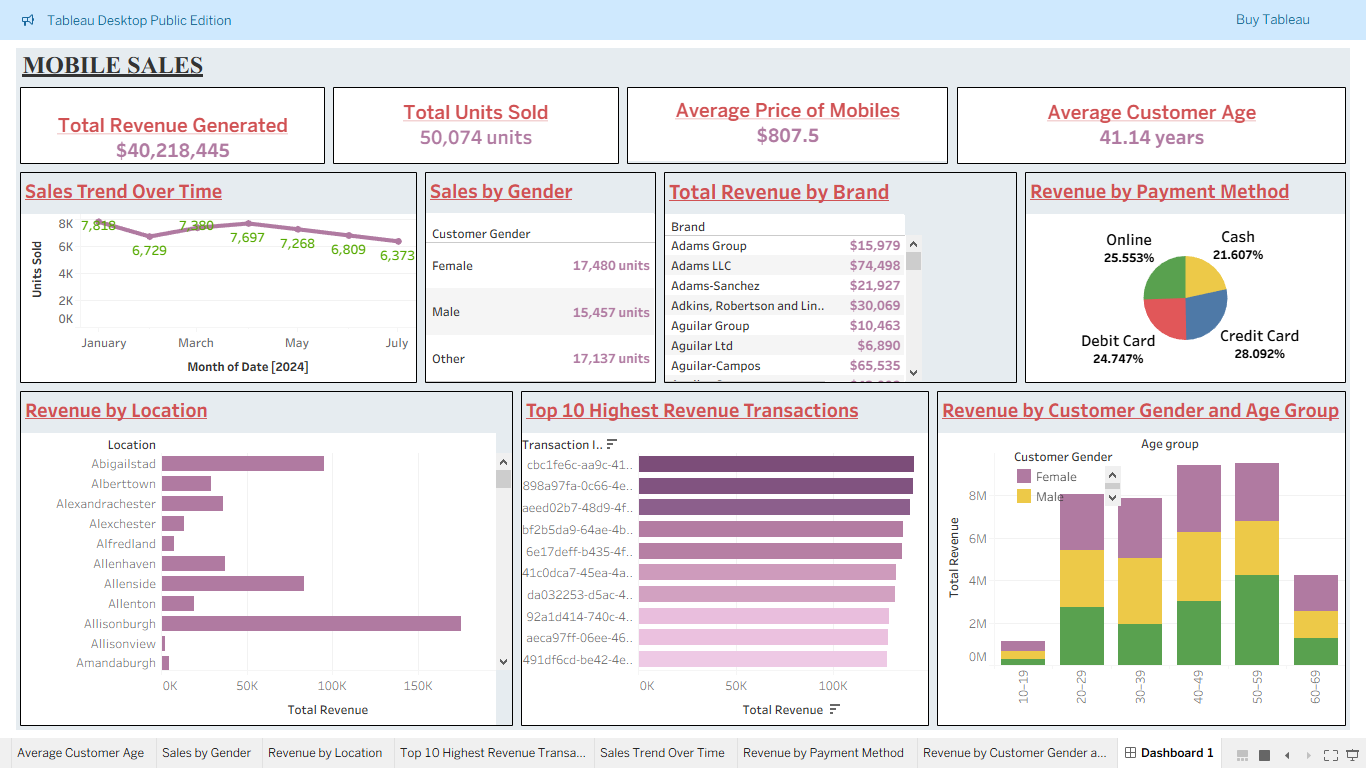 Tableau Desktop Public Edition
Buy Tableau
MOBILE SALES
Total Revenue Generated
$40,218,445
Total Units Sold
50,074 units
Average Price of Mobiles
$807.5
Average Customer Age
41.14 years
Sales Trend Over Time
8K
6K
4K
2K
0K
Units Sold
7,818
6,729
7,380
7,697
7,268
6,809
6,373
January
March
May
July
Month of Date [2024]
Sales by Gender
Customer Gender
Female 17,480 units
Male 15,457 units
Other 17,137 units
Total Revenue by Brand
Brand
Adams Group $15,979
Adams LLC $74,498
Adams-Sanchez $21,927
Adkins, Robertson and Lin.. $30,069
Aguilar Group $10,463
Aguilar Ltd $6,890
Aguilar-Campos $65,535
Revenue by Payment Method
Online
25.553%
Cash
21.607%
Debit Card
24.747%
Credit Card
28.092%
Revenue by Location
Location
Abigailstad
Alberttown
Alexandrachester
Alexchester
Alfredland
Allenhaven
Allenside
Allenton
Allisonburgh
Allisonview
Amandaburgh
0K
50K
100K
150K
Total Revenue
Top 10 Highest Revenue Transactions
Transaction I..
cbc1fe6c-aa9c-41..
898a97fa-0c66-4e..
aeed02b7-48d9-4f..
bf2b5da9-64ae-4b..
6e17deff-b435-4f..
41c0dca7-45ea-4a..
da032253-d5ac-4..
92a1d414-740c-4..
aeca97ff-06ee-46..
491df6cd-be42-4e..
0K
50K
100K
Total Revenue
Revenue by Customer Gender and Age Group
Age group
Customer Gender
Female
Male
8M
6M
4M
2M
0M
Total Revenue
10-19
20-29
30-39
40-49
50-59
60-69
Average Customer Age
Sales by Gender
Revenue by Location
Top 10 Highest Revenue Transa...
Sales Trend Over Time
Revenue by Payment Method
Revenue by Customer Gender a...
Dashboard 1